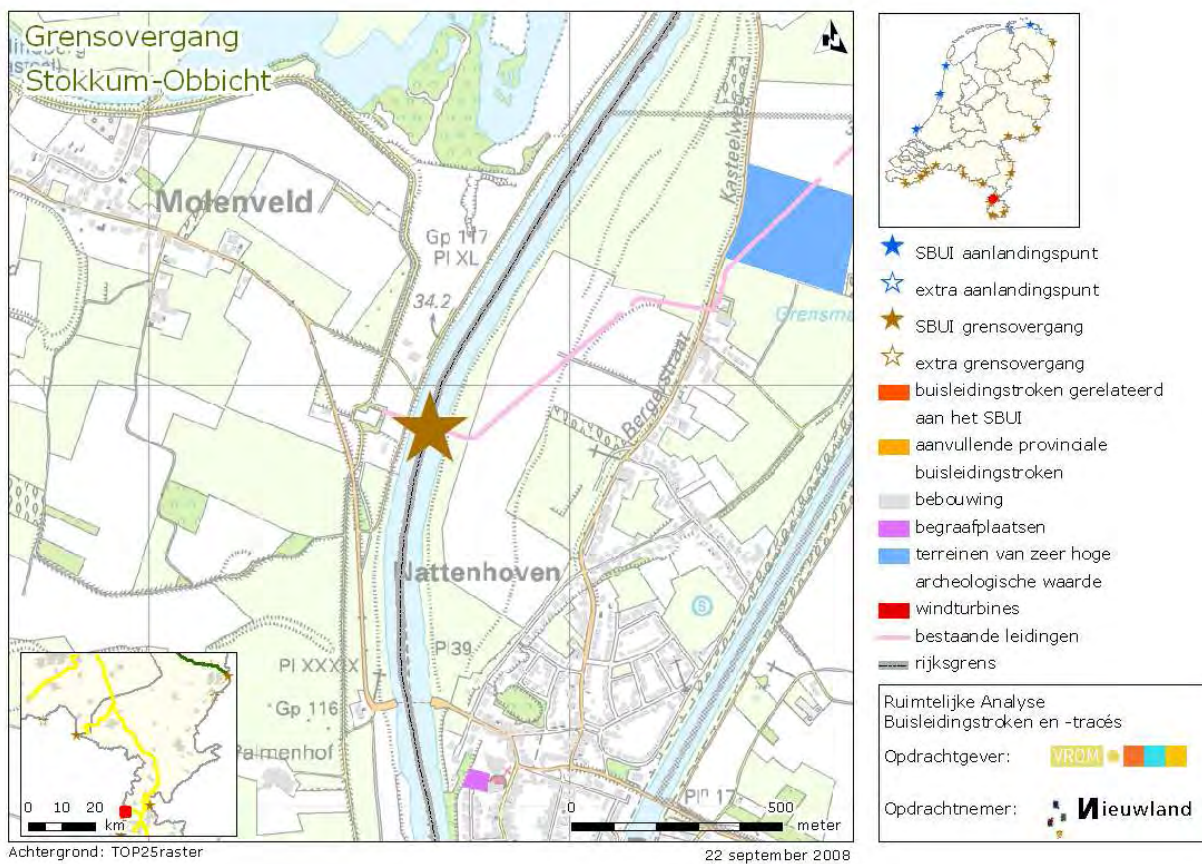 Grensovergang
Stokkum-Obbicht
Molenveld
Gp 117
Pl XL
34.2
Kasteelweg
Grensma
Bergerstraat
Nattenhoven
S
Pl 39
Pl XXXIX
Gp 116
Palmenhof
Plⁿ 17
0 10 20
km
0 500
meter
Achtergrond: TOP25raster
22 september 2008
SBUI aanlandingspunt
extra aanlandingspunt
SBUI grensovergang
extra grensovergang
buisleidingstroken gerelateerd
aan het SBUI
aanvullende provinciale
buisleidingstroken
bebouwing
begraafplaatsen
terreinen van zeer hoge
archeologische waarde
windturbines
bestaande leidingen
rijksgrens
Ruimtelijke Analyse
Buisleidingstroken en -tracés
Opdrachtgever: VROM
Opdrachtnemer: Nieuwland